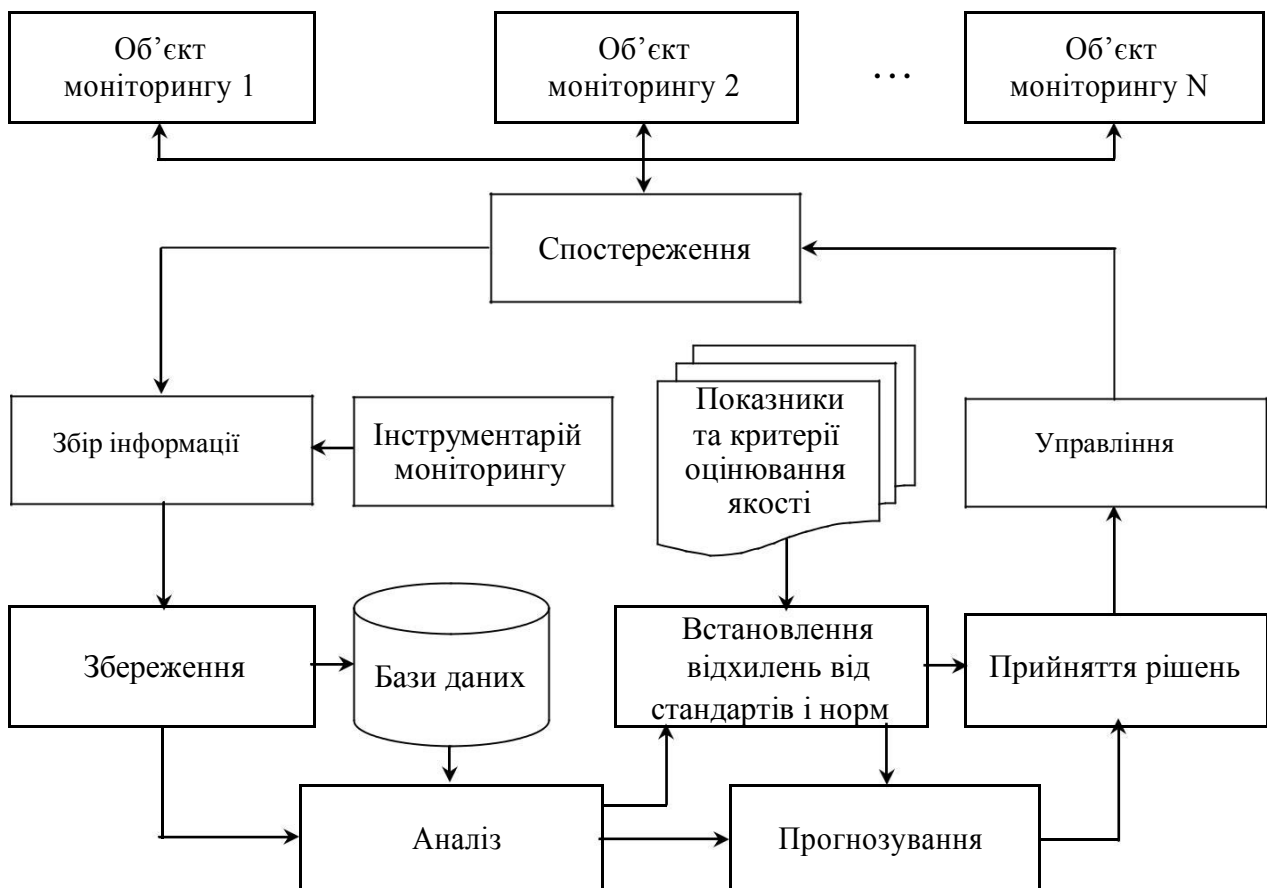 Об’єкт
моніторингу 1
Об’єкт
моніторингу 2
...
Об’єкт
моніторингу N
Спостереження
Збір інформації
Інструментарій
моніторингу
Показники
та критерії
оцінювання
якості
Управління
Збереження
Бази даних
Встановлення
відхилень від
стандартів і норм
Прийняття рішень
Аналіз
Прогнозування